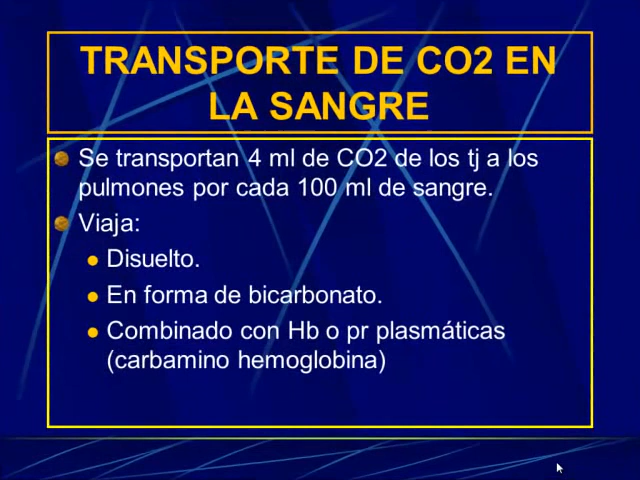 TRANSPORTE DE CO2 EN
LA SANGRE
Se transportan 4 ml de CO2 de los tj a los
pulmones por cada 100 ml de sangre.
Viaja:
Disuelto.
En forma de bicarbonato.
Combinado con Hb o pr plasmáticas
(carbamino hemoglobina)